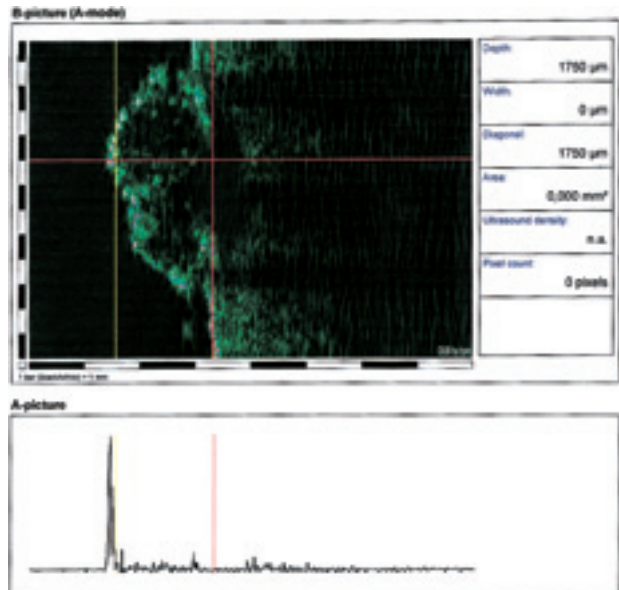 B-picture (A-mode)
Depth:
1750 µm
Width:
0 µm
Diagonal:
1750 µm
Area:
0,000 mm²
Ultrasound density:
n.a.
Pixel count:
0 pixels
A-picture